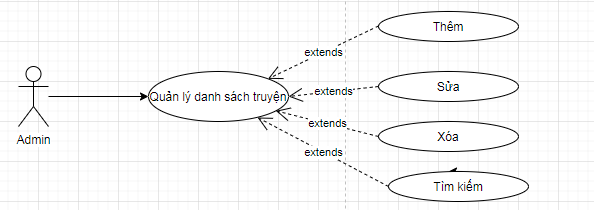 Thêm
extends
Sửa
extends
Quản lý danh sách truyện
extends
Xóa
Admin
extends
Tìm kiếm